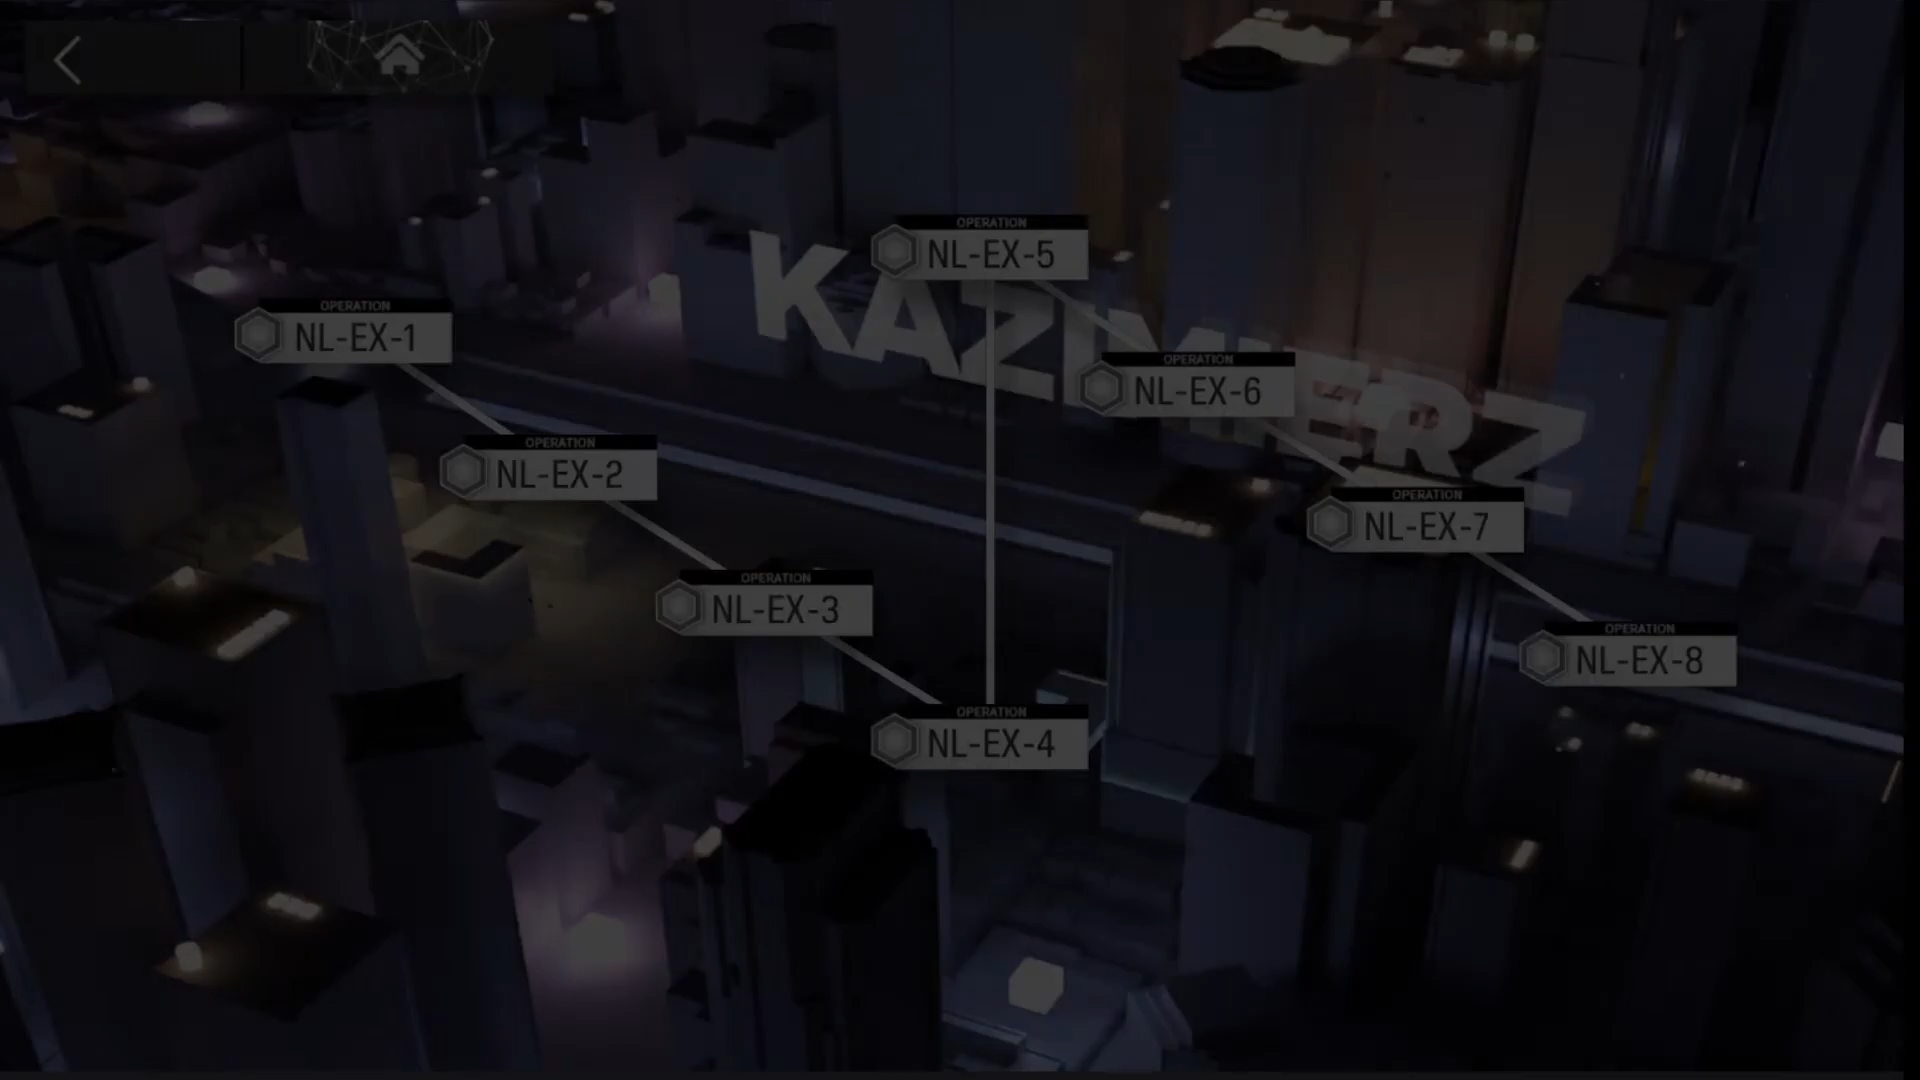 OPERATION
NL-EX-1
OPERATION
NL-EX-2
OPERATION
NL-EX-3
OPERATION
NL-EX-4
OPERATION
NL-EX-5
OPERATION
NL-EX-6
OPERATION
NL-EX-7
OPERATION
NL-EX-8
KAZIMIERZ